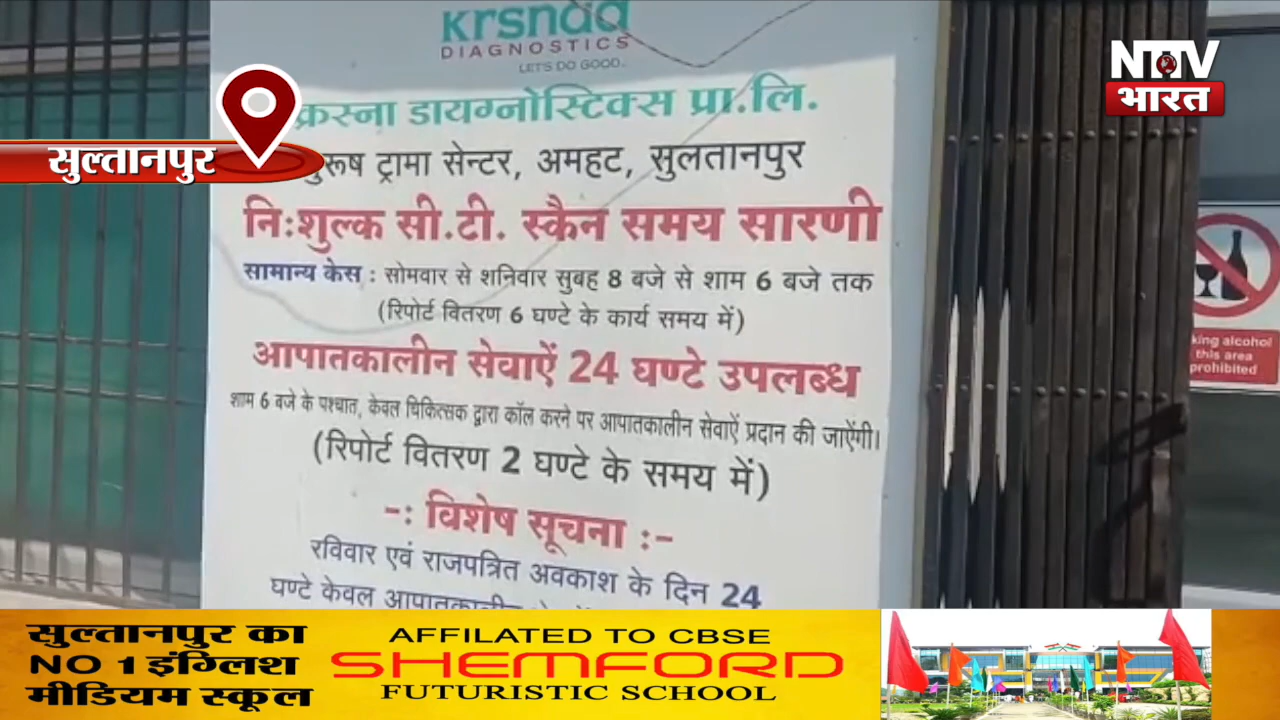 Krsnaa
DIAGNOSTICS
LET'S DO GOOD.
NTV
भारत
क्रस्ना डायग्नोस्टिक्स प्रा.लि.
सुल्तानपुर
ट्रामा सेन्टर, अमहट, सुलतानपुर
नि:शुल्क सी.टी. स्कैन समय सारणी
सामान्य केस : सोमवार से शनिवार सुबह 8 बजे से शाम 6 बजे तक
(रिपोर्ट वितरण 6 घण्टे के कार्य समय में)
आपातकालीन सेवाऐं 24 घण्टे उपलब्ध
शाम 6 बजे के पश्चात, केवल चिकित्सक द्वारा कॉल करने पर आपातकालीन सेवाऐं प्रदान की जाऐंगी।
(रिपोर्ट वितरण 2 घण्टे के समय में)
-: विशेष सूचना :-
रविवार एवं राजपत्रित अवकाश के दिन 24
घण्टे केवल
king alcohol
this area
prohibited
सुल्तानपुर का
NO 1 इंग्लिश
मीडियम स्कूल
AFFILATED TO CBSE
SHEMFORD
FUTURISTIC SCHOOL